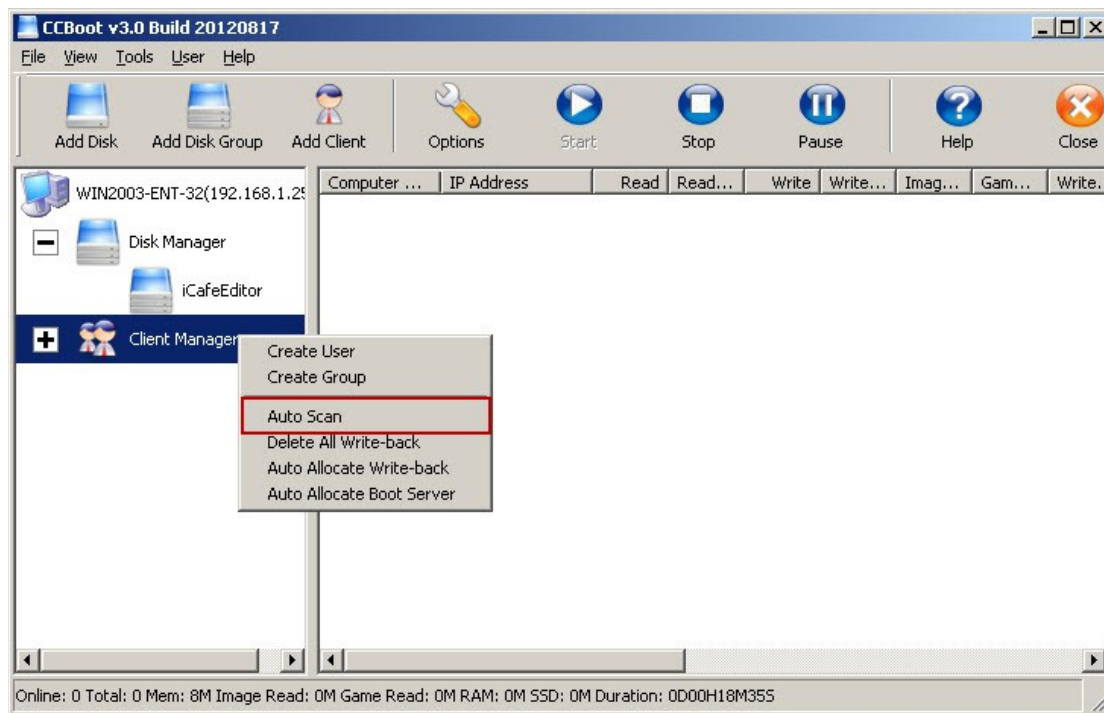 CCBoot v3.0 Build 20120817
File View Tools User Help
Add Disk Add Disk Group Add Client Options Start Stop Pause Help Close
Computer ... IP Address Read Read... Write Write... Imag... Gam... Write.
WIN2003-ENT-32(192.168.1.25
Disk Manager
iCafeEditor
Client Manager
Create User
Create Group
Auto Scan
Delete All Write-back
Auto Allocate Write-back
Auto Allocate Boot Server
Online: 0 Total: 0 Mem: 8M Image Read: 0M Game Read: 0M RAM: 0M SSD: 0M Duration: 0D00H18M35S